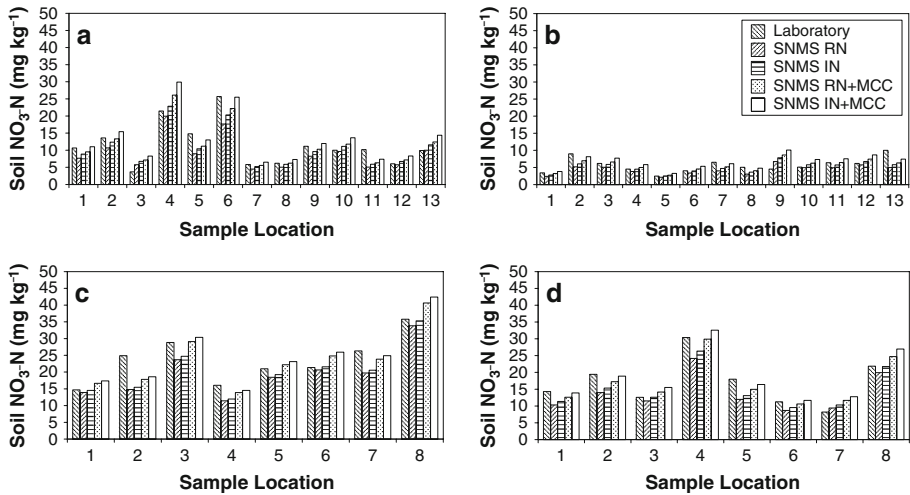 a
Soil NO₃-N (mg kg⁻¹)
50
45
40
35
30
25
20
15
10
5
0
1 2 3 4 5 6 7 8 9 10 11 12 13
Sample Location
b
Soil NO₃-N (mg kg⁻¹)
50
45
40
35
30
25
20
15
10
5
0
Laboratory
SNMS RN
SNMS IN
SNMS RN+MCC
SNMS IN+MCC
1 2 3 4 5 6 7 8 9 10 11 12 13
Sample Location
c
Soil NO₃-N (mg kg⁻¹)
50
45
40
35
30
25
20
15
10
5
0
1 2 3 4 5 6 7 8
Sample Location
d
Soil NO₃-N (mg kg⁻¹)
50
45
40
35
30
25
20
15
10
5
0
1 2 3 4 5 6 7 8
Sample Location